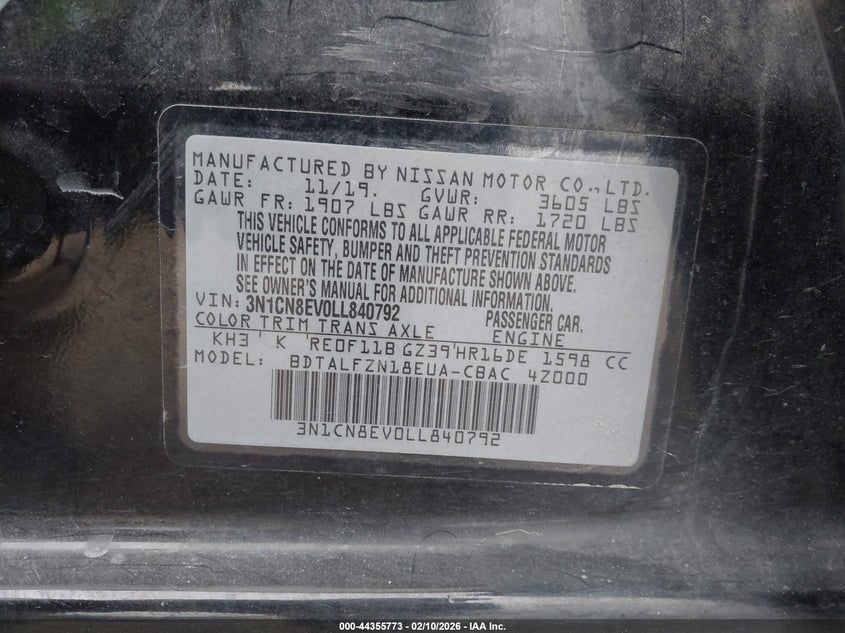 MANUFACTURED BY NISSAN MOTOR CO.,LTD.
DATE: 11/19. GVWR: 3605 LBS
GAWR FR: 1907 LBS GAWR RR: 1720 LBS
THIS VEHICLE CONFORMS TO ALL APPLICABLE FEDERAL MOTOR
VEHICLE SAFETY, BUMPER AND THEFT PREVENTION STANDARDS
IN EFFECT ON THE DATE OF MANUFACTURE SHOWN ABOVE.
SEE OWNER'S MANUAL FOR ADDITIONAL INFORMATION.
VIN: 3N1CN8EV0LL840792 PASSENGER CAR.
COLOR TRIM TRANS AXLE ENGINE
KH3 K RE0F11B GZ39 HR16DE 1598 CC
MODEL: BDTALFZN18EUA-CBAC 4Z000
3N1CN8EV0LL840792
000-44355773 - 02/10/2026 - IAA Inc.